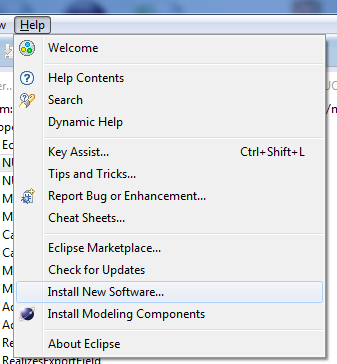 w Help
Welcome
Help Contents
Search
Dynamic Help
Key Assist... Ctrl+Shift+L
Tips and Tricks...
Report Bug or Enhancement...
Cheat Sheets...
Eclipse Marketplace...
Check for Updates
Install New Software...
Install Modeling Components
About Eclipse
RealizesExportField